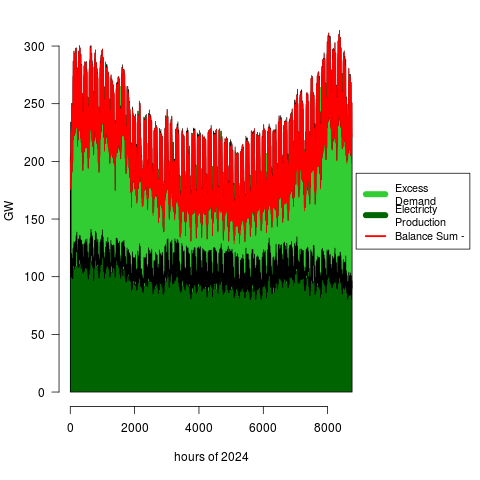 300
250
200
150
100
50
0
GW
0
2000
4000
6000
8000
hours of 2024
Excess
Demand
Electricty
Production
Balance Sum -